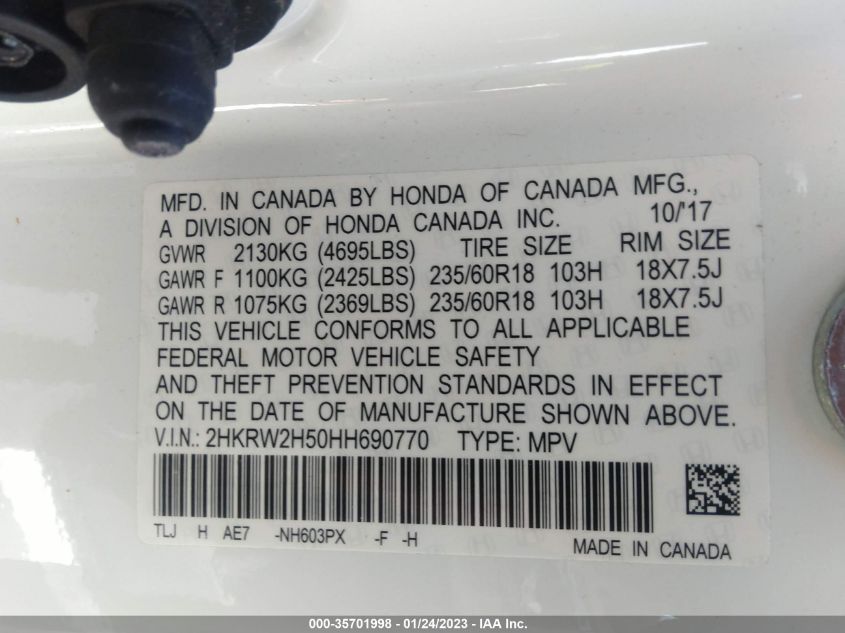 MFD. IN CANADA BY HONDA OF CANADA MFG.,
A DIVISION OF HONDA CANADA INC. 10/'17
GVWR 2130KG (4695LBS) TIRE SIZE RIM SIZE
GAWR F 1100KG (2425LBS) 235/60R18 103H 18X7.5J
GAWR R 1075KG (2369LBS) 235/60R18 103H 18X7.5J
THIS VEHICLE CONFORMS TO ALL APPLICABLE
FEDERAL MOTOR VEHICLE SAFETY
AND THEFT PREVENTION STANDARDS IN EFFECT
ON THE DATE OF MANUFACTURE SHOWN ABOVE.
V.I.N.: 2HKRW2H50HH690770 TYPE: MPV
TLJ H AE7 -NH603PX -F -H
MADE IN CANADA
000-35701998 - 01/24/2023 - IAA Inc.